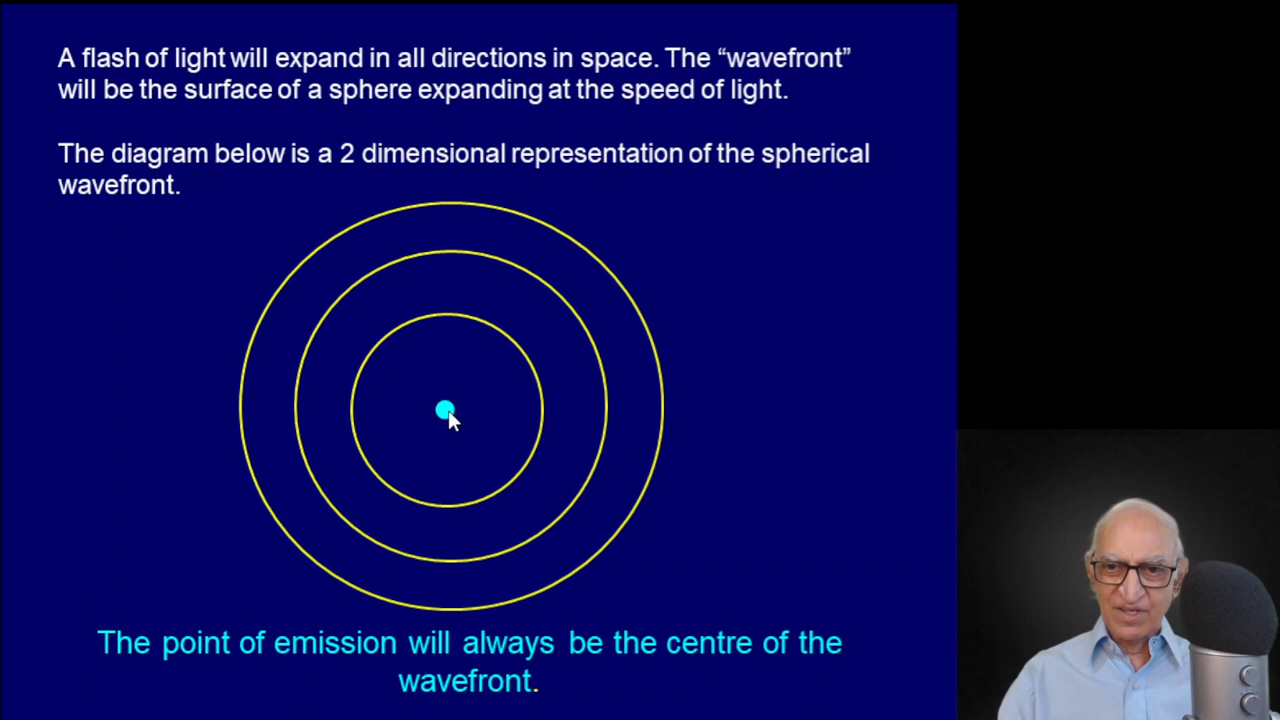 A flash of light will expand in all directions in space. The “wavefront”
will be the surface of a sphere expanding at the speed of light.
The diagram below is a 2 dimensional representation of the spherical
wavefront.
The point of emission will always be the centre of the
wavefront.